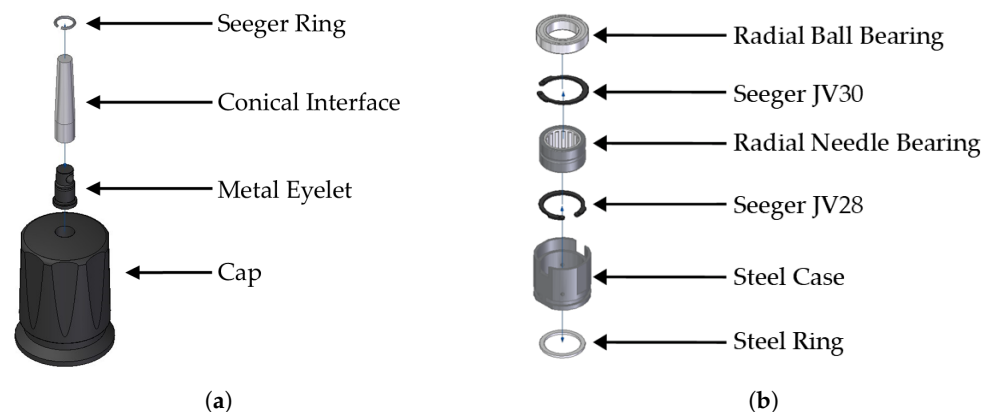 Seeger Ring
Conical Interface
Metal Eyelet
Cap
(a)
Radial Ball Bearing
Seeger JV30
Radial Needle Bearing
Seeger JV28
Steel Case
Steel Ring
(b)